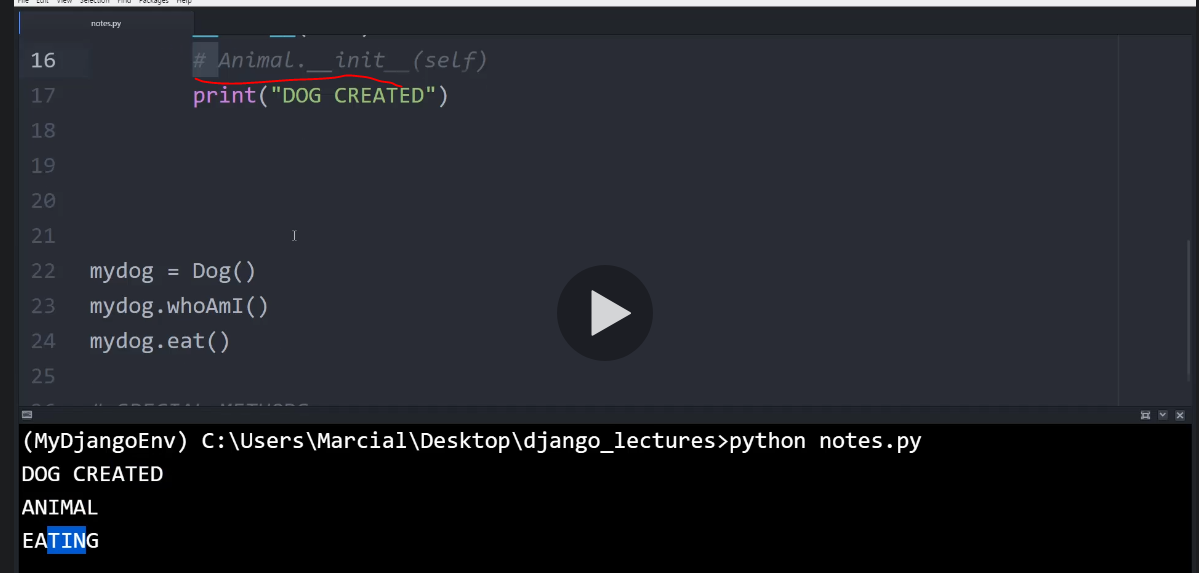 File Edit View Selection Find Packages Help
notes.py
16 # Animal.__init__(self)
17 print("DOG CREATED")
18
19
20
21
22 mydog = Dog()
23 mydog.whoAmI()
24 mydog.eat()
25
(MyDjangoEnv) C:\Users\Marcial\Desktop\django_lectures>python notes.py
DOG CREATED
ANIMAL
EATING